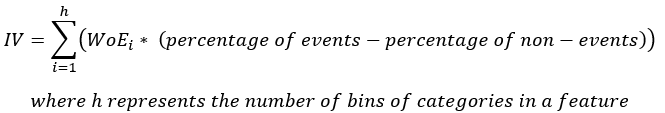 IV = \sum_{i=1}^{h} (WoE_i * (percentage of events − percentage of non − events))
where h represents the number of bins of categories in a feature